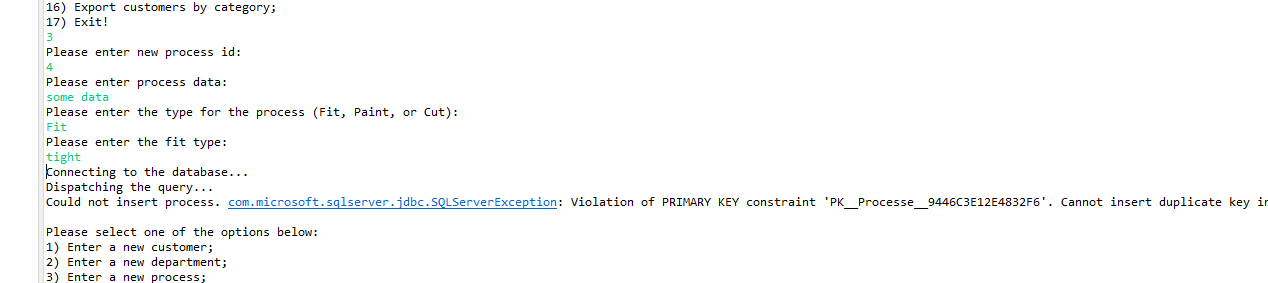 16) Export customers by category;
17) Exit!
3
Please enter new process id:
4
Please enter process data:
some data
Please enter the type for the process (Fit, Paint, or Cut):
Fit
Please enter the fit type:
tight
Connecting to the database...
Dispatching the query...
Could not insert process. com.microsoft.sqlserver.jdbc.SQLServerException: Violation of PRIMARY KEY constraint 'PK__Processe__9446C3E12E4832F6'. Cannot insert duplicate key in
Please select one of the options below:
1) Enter a new customer;
2) Enter a new department;
3) Enter a new process;